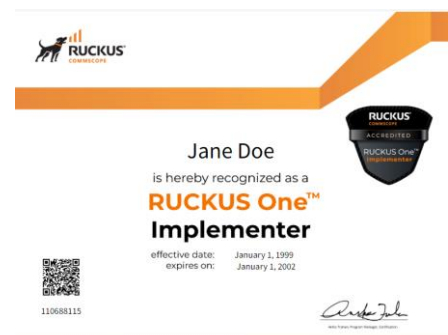 RUCKUS
COMMSCOPE
RUCKUS
COMMSCOPE
ACCREDITED
RUCKUS One™
Implementer
Jane Doe
is hereby recognized as a
RUCKUS One™
Implementer
effective date: January 1, 1999
expires on: January 1, 2002
110688115